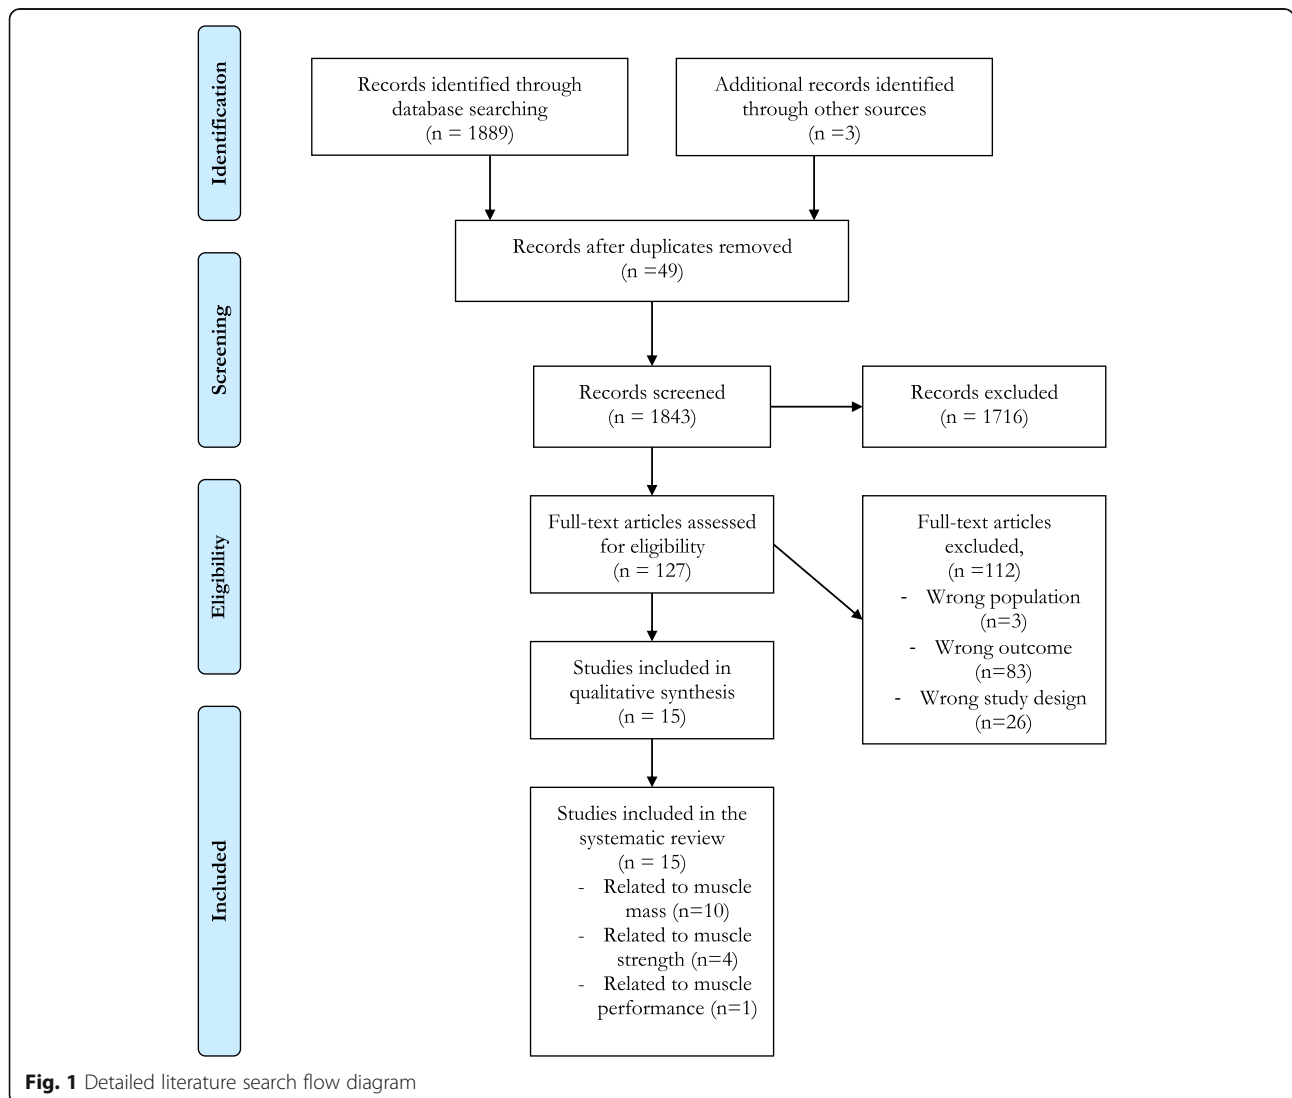 Identification
Records identified through
database searching
(n = 1889)
Additional records identified
through other sources
(n =3)
Records after duplicates removed
(n =49)
Screening
Records screened
(n = 1843)
Records excluded
(n = 1716)
Eligibility
Full-text articles assessed
for eligibility
(n = 127)
Full-text articles
excluded,
(n =112)
- Wrong population
(n=3)
- Wrong outcome
(n=83)
- Wrong study design
(n=26)
Studies included in
qualitative synthesis
(n = 15)
Included
Studies included in the
systematic review
(n = 15)
- Related to muscle
mass (n=10)
- Related to muscle
strength (n=4)
- Related to muscle
performance (n=1)
Fig. 1 Detailed literature search flow diagram